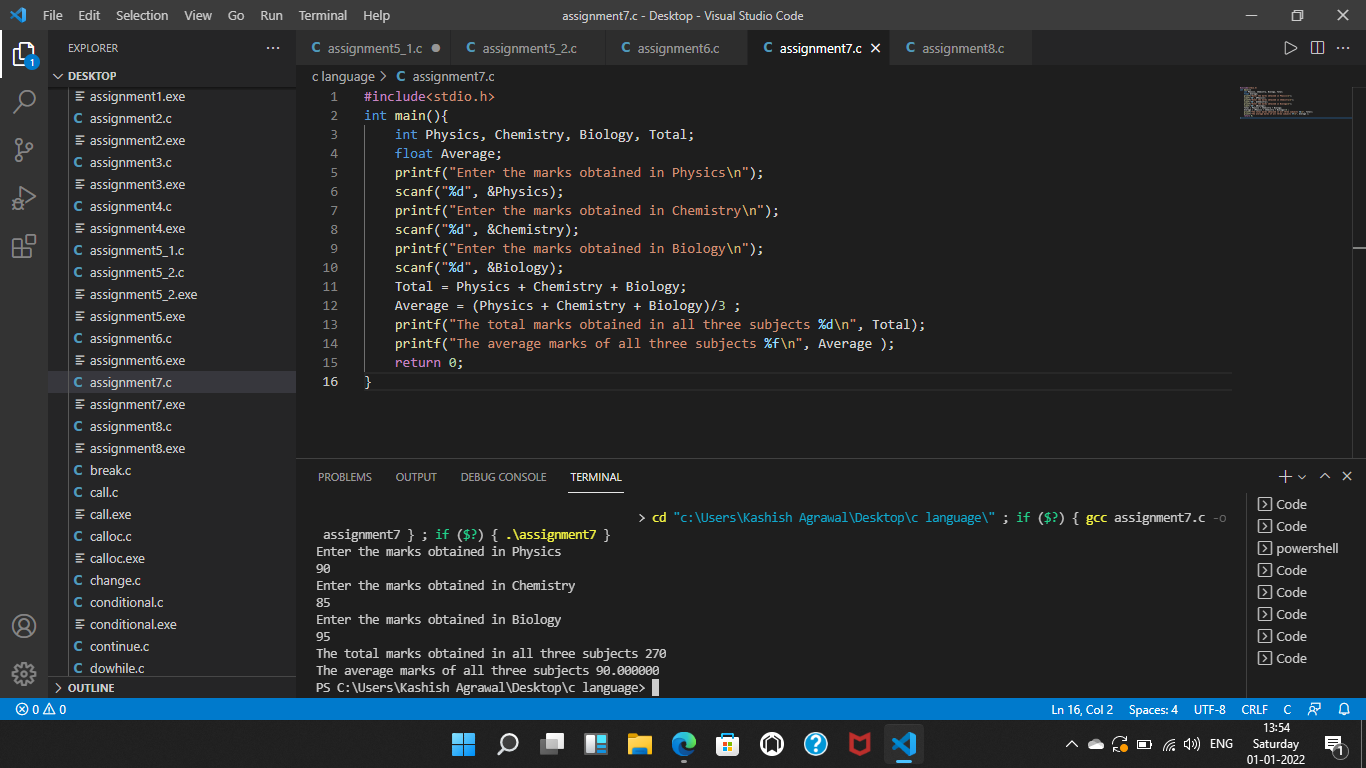 File Edit Selection View Go Run Terminal Help assignment7.c - Desktop - Visual Studio Code
EXPLORER ...
assignment5_1.c assignment5_2.c assignment6.c assignment7.c assignment8.c
1
DESKTOP
c language > C assignment7.c
assignment1.exe
C assignment2.c
assignment2.exe
C assignment3.c
assignment3.exe
C assignment4.c
assignment4.exe
C assignment5_1.c
C assignment5_2.c
assignment5_2.exe
assignment5.exe
C assignment6.c
assignment6.exe
C assignment7.c
assignment7.exe
C assignment8.c
assignment8.exe
C break.c
C call.c
call.exe
C calloc.c
calloc.exe
C change.c
C conditional.c
conditional.exe
C continue.c
C dowhile.c
OUTLINE
1 #include<stdio.h>
2 int main(){
3     int Physics, Chemistry, Biology, Total;
4     float Average;
5     printf("Enter the marks obtained in Physics\n");
6     scanf("%d", &Physics);
7     printf("Enter the marks obtained in Chemistry\n");
8     scanf("%d", &Chemistry);
9     printf("Enter the marks obtained in Biology\n");
10     scanf("%d", &Biology);
11     Total = Physics + Chemistry + Biology;
12     Average = (Physics + Chemistry + Biology)/3 ;
13     printf("The total marks obtained in all three subjects %d\n", Total);
14     printf("The average marks of all three subjects %f\n", Average );
15     return 0;
16 }
PROBLEMS OUTPUT DEBUG CONSOLE TERMINAL
> cd "c:\Users\Kashish Agrawal\Desktop\c language\" ; if ($?) { gcc assignment7.c -o
assignment7 } ; if ($?) { .\assignment7 }
Enter the marks obtained in Physics
90
Enter the marks obtained in Chemistry
85
Enter the marks obtained in Biology
95
The total marks obtained in all three subjects 270
The average marks of all three subjects 90.000000
PS C:\Users\Kashish Agrawal\Desktop\c language>
Code
Code
powershell
Code
Code
Code
Code
Code
0 0 Ln 16, Col 2 Spaces: 4 UTF-8 CRLF C
ENG
13:54
Saturday
01-01-2022
1